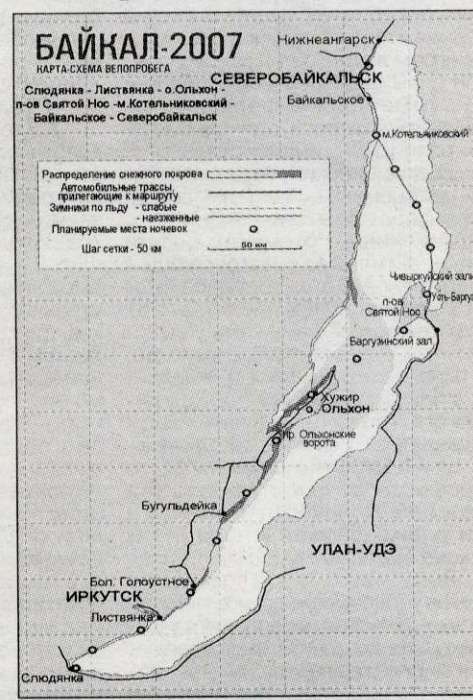 БАЙКАЛ-2007
КАРТА-СХЕМА ВЕЛОПРОБЕГА
Слюдянка - Листвянка - о.Ольхон -
п-ов Святой Нос -м.Котельниковский -
Байкальское - Северобайкальск
Распределение снежного покрова
Автомобильные трассы,
прилегающие к маршруту
Зимники по льду - слабые
- наезженные
Планируемые места ночевок
Шаг сетки - 50 км
50 км
Нижнеангарск
СЕВЕРОБАЙКАЛЬСК
Байкальское
м.Котельниковский
Чивыркуйский зали
Усть-Баргуз
п-ов
Святой Нос
Баргузинский зал.
Хужир
о. Ольхон
пр. Ольхонские
ворота
Бугульдейка
УЛАН-УДЭ
Бол. Голоустное
ИРКУТСК
Листвянка
Слюдянка